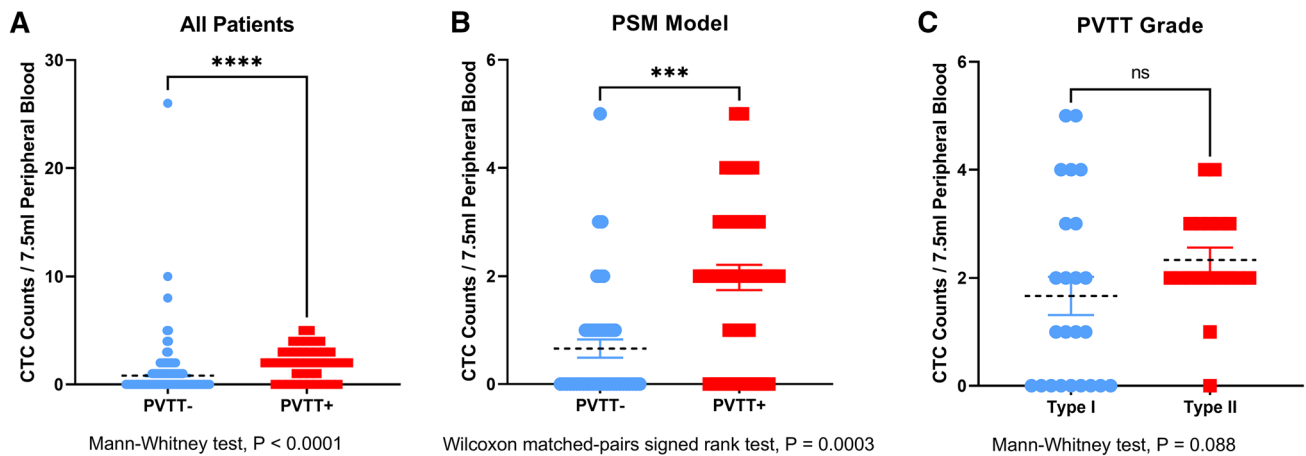 A
All Patients
CTC Counts / 7.5ml Peripheral Blood
30
20
10
0
****
PVTT-
PVTT+
Mann-Whitney test, P < 0.0001
B
PSM Model
CTC Counts / 7.5ml Peripheral Blood
6
4
2
0
***
PVTT-
PVTT+
Wilcoxon matched-pairs signed rank test, P = 0.0003
C
PVTT Grade
CTC Counts / 7.5ml Peripheral Blood
6
4
2
0
ns
Type I
Type II
Mann-Whitney test, P = 0.088